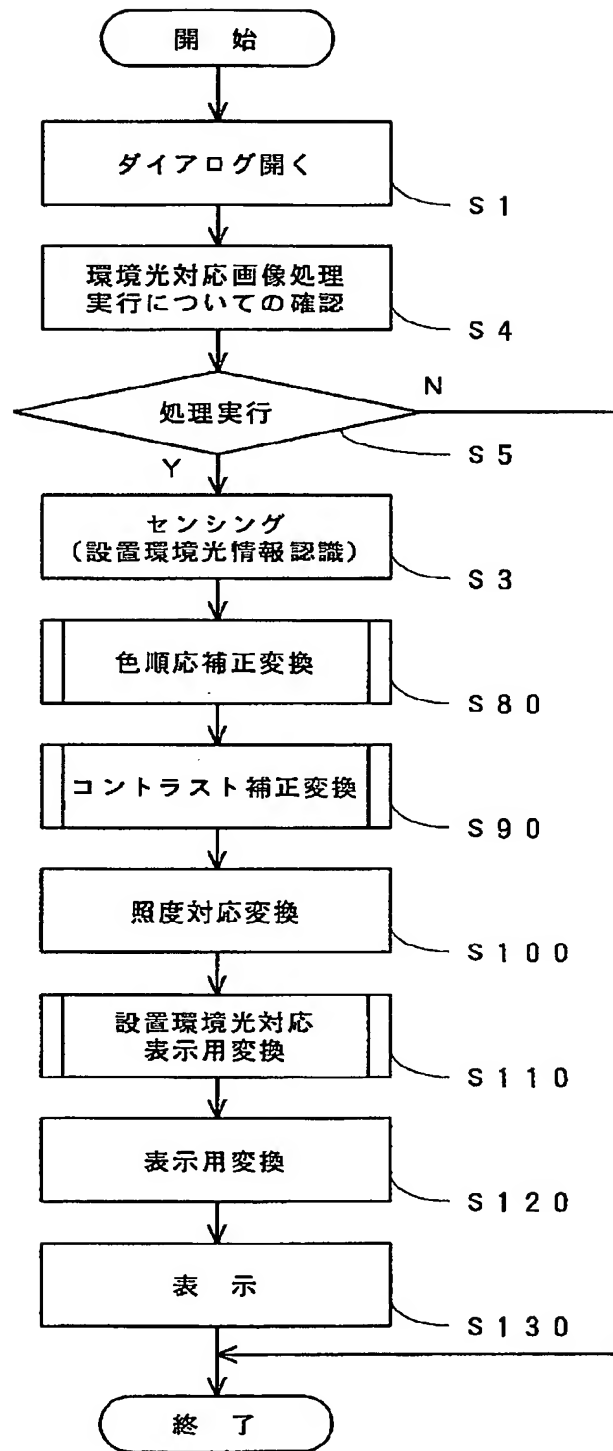 開 始
ダイアログ開く
S1
環境光対応画像処理
実行についての確認
S4
処理実行
N
S5
Y
センシング
(設置環境光情報認識)
S3
色順応補正変換
S80
コントラスト補正変換
S90
照度対応変換
S100
設置環境光対応
表示用変換
S110
表示用変換
S120
表 示
S130
終 了